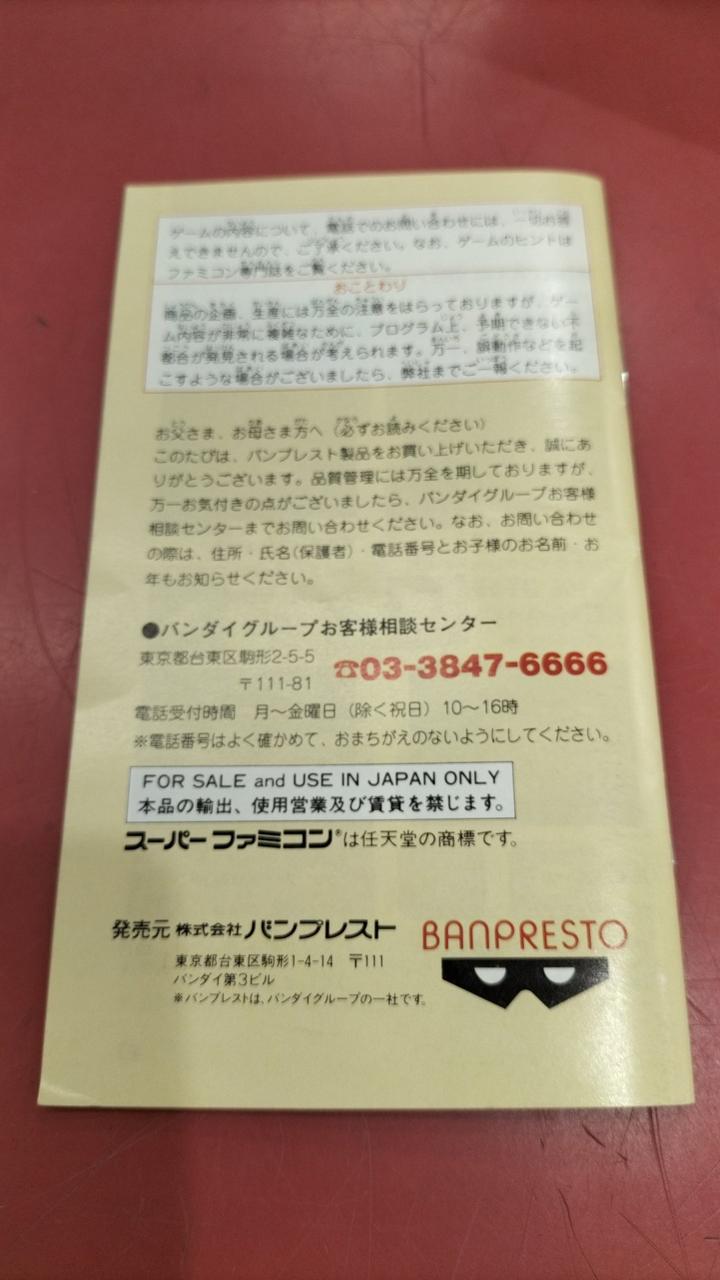 ゲームの内容について、電話でのお問い合わせには、一切お答
えできませんので、ご了承ください。なお、ゲームのヒントは
ファミコン専門誌をご覧ください。
おことわり
商品の企画、生産には万全の注意をはらっておりますが、ゲー
ム内容が非常に複雑なために、プログラム上、予期できない不
都合が発見される場合が考えられます。万一、誤動作などを起
こすような場合がございましたら、弊社までご一報ください。
お父さま、お母さま方へ（必ずお読みください）
このたびは、バンプレスト製品をお買い上げいただき、誠にあ
りがとうございます。品質管理には万全を期しておりますが、
万一お気付きの点がございましたら、バンダイグループお客様
相談センターまでお問い合わせください。なお、お問い合わせ
の際は、住所・氏名（保護者）・電話番号とお子様のお名前・お
年もお知らせください。
●バンダイグループお客様相談センター
東京都台東区駒形2-5-5
〒111-81
☎03-3847-6666
電話受付時間　月〜金曜日（除く祝日）10〜16時
※電話番号はよく確かめて、おまちがえのないようにしてください。
FOR SALE and USE IN JAPAN ONLY
本品の輸出、使用営業及び賃貸を禁じます。
スーパーファミコン®は任天堂の商標です。
発売元 株式会社バンプレスト
BANPRESTO
東京都台東区駒形1-4-14　〒111
バンダイ第3ビル
※バンプレストは、バンダイグループの一社です。